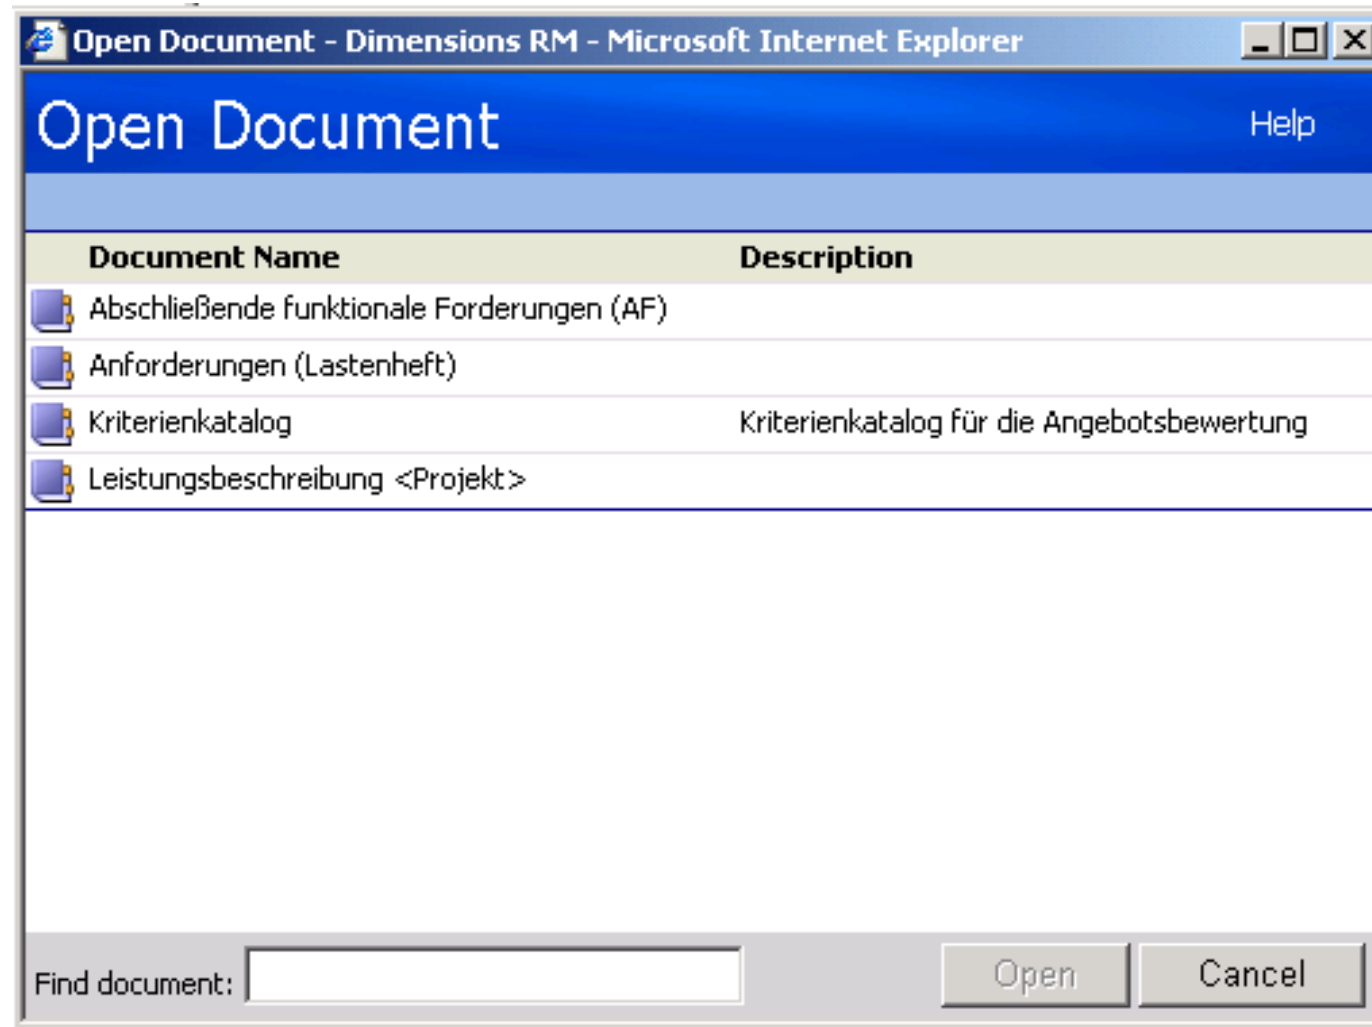 Open Document - Dimensions RM - Microsoft Internet Explorer
Open Document Help
Document Name Description
Abschließende funktionale Forderungen (AF)
Anforderungen (Lastenheft)
Kriterienkatalog Kriterienkatalog für die Angebotsbewertung
Leistungsbeschreibung <Projekt>
Find document: Open Cancel